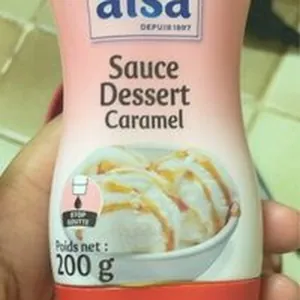 alsa
DEPUIS 1897
Sauce
Dessert
Caramel
STOP
GOUTTE
Poids net :
200 g